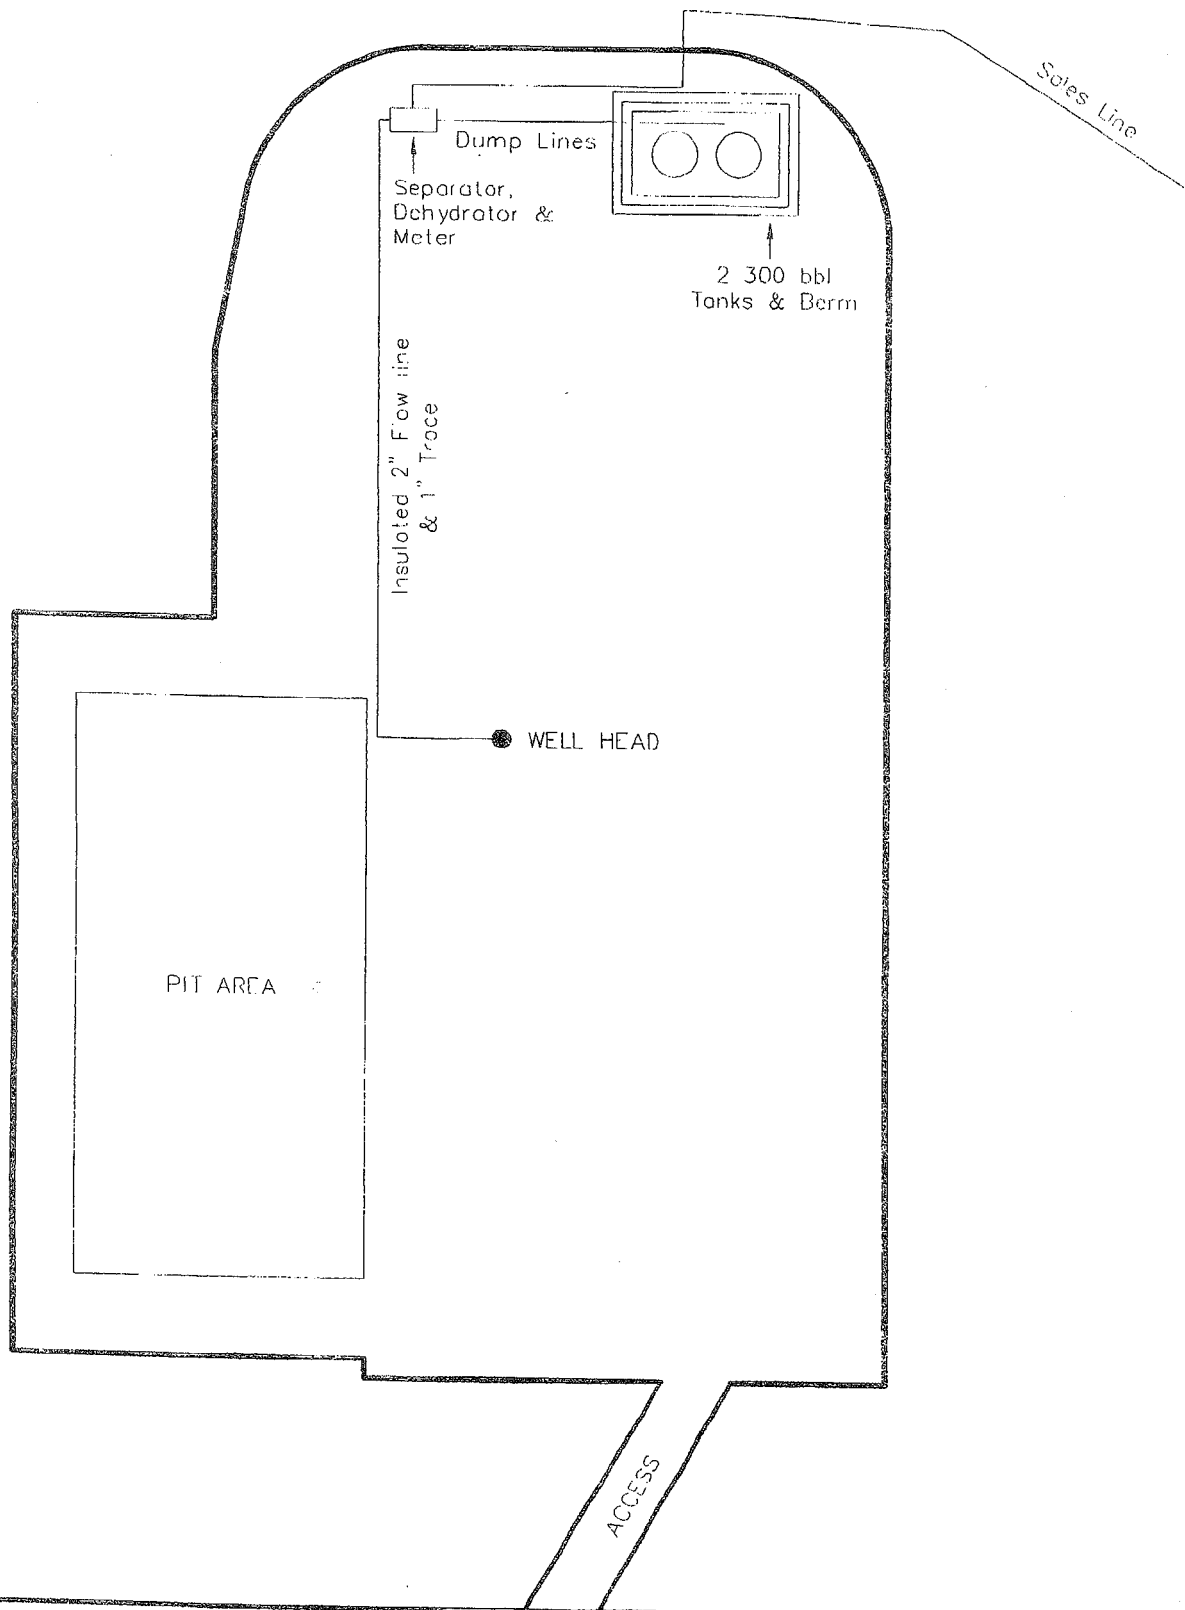 Sales Line
Dump Lines
Separator,
Dehydrator &
Meter
2 300 bbl
Tanks & Berm
Insulated 2" Flow line
& 1" Trace
WELL HEAD
PIT AREA
ACCESS